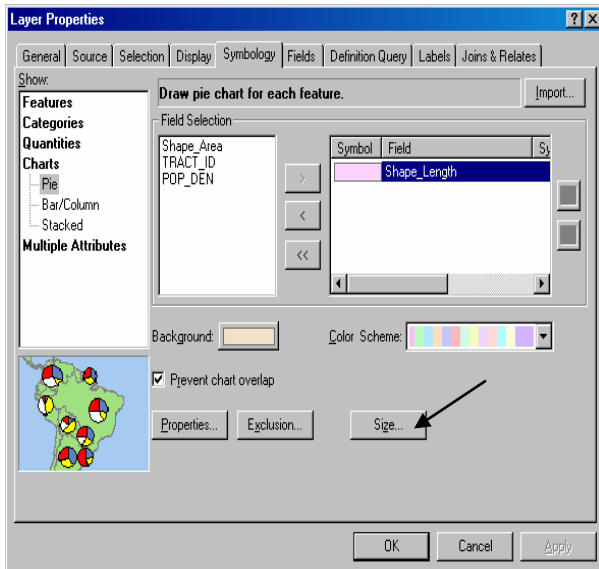 Layer Properties
General Source Selection Display Symbology Fields Definition Query Labels Joins & Relates
Show:
Features
Categories
Quantities
Charts
Pie
Bar/Column
Stacked
Multiple Attributes
Draw pie chart for each feature.
Import...
Field Selection
Shape_Area
TRACT_ID
POP_DEN
>
<
<<
Symbol Field Sy
Shape_Length
Background:
Color Scheme:
Prevent chart overlap
Properties... Exclusion... Size...
OK Cancel Apply